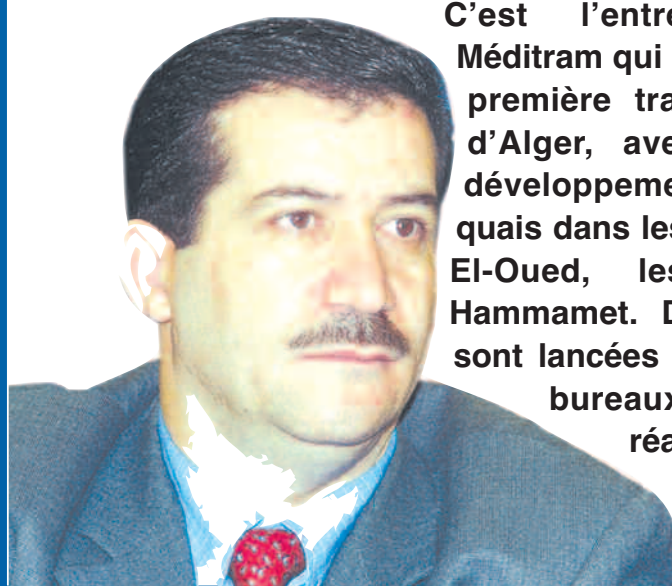 C’est l’entre
Méditram qui
première tra
d’Alger, ave
développeme
quais dans les
El-Oued, les
Hammamet. D
sont lancées
bureaux
réa